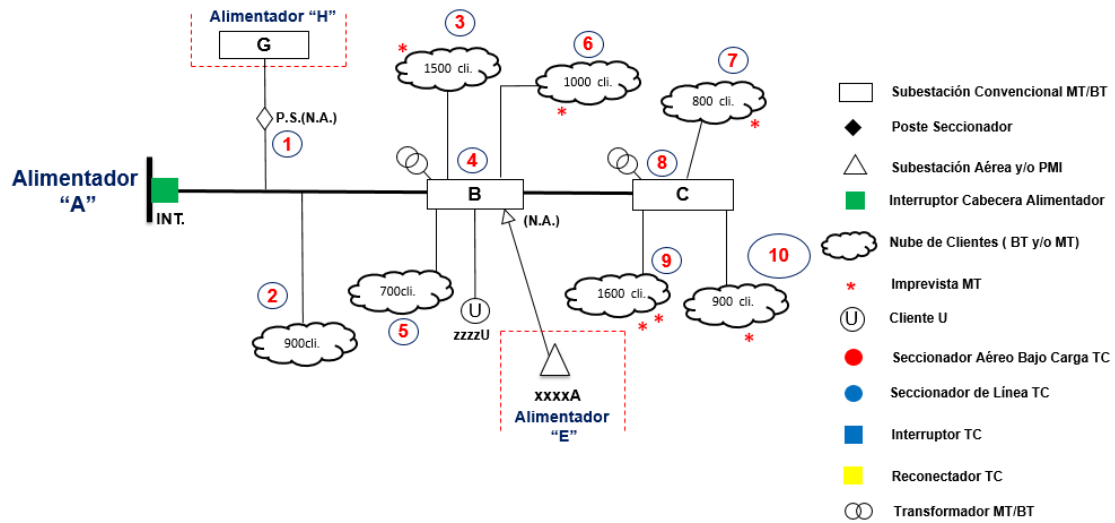 Alimentador "H"
G
P.S.(N.A.)
1
Alimentador
"A"
INT.
2
900cli.
3
*
1500 cli.
6
1000 cli.
*
7
800 cli.
*
4
B
(N.A.)
8
C
700cli.
5
U
zzzzU
xxxxA
Alimentador
"E"
9
1600 cli.
* *
10
900 cli.
*
Subestación Convencional MT/BT
Poste Seccionador
Subestación Aérea y/o PMI
Interruptor Cabecera Alimentador
Nube de Clientes ( BT y/o MT)
* Imprevista MT
U Cliente U
Seccionador Aéreo Bajo Carga TC
Seccionador de Línea TC
Interruptor TC
Reconectador TC
Transformador MT/BT